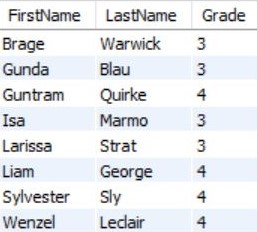 FirstName LastName Grade
Brage Warwick 3
Gunda Blau 3
Guntram Quirke 4
Isa Marmo 3
Larissa Strat 3
Liam George 4
Sylvester Sly 4
Wenzel Leclair 4